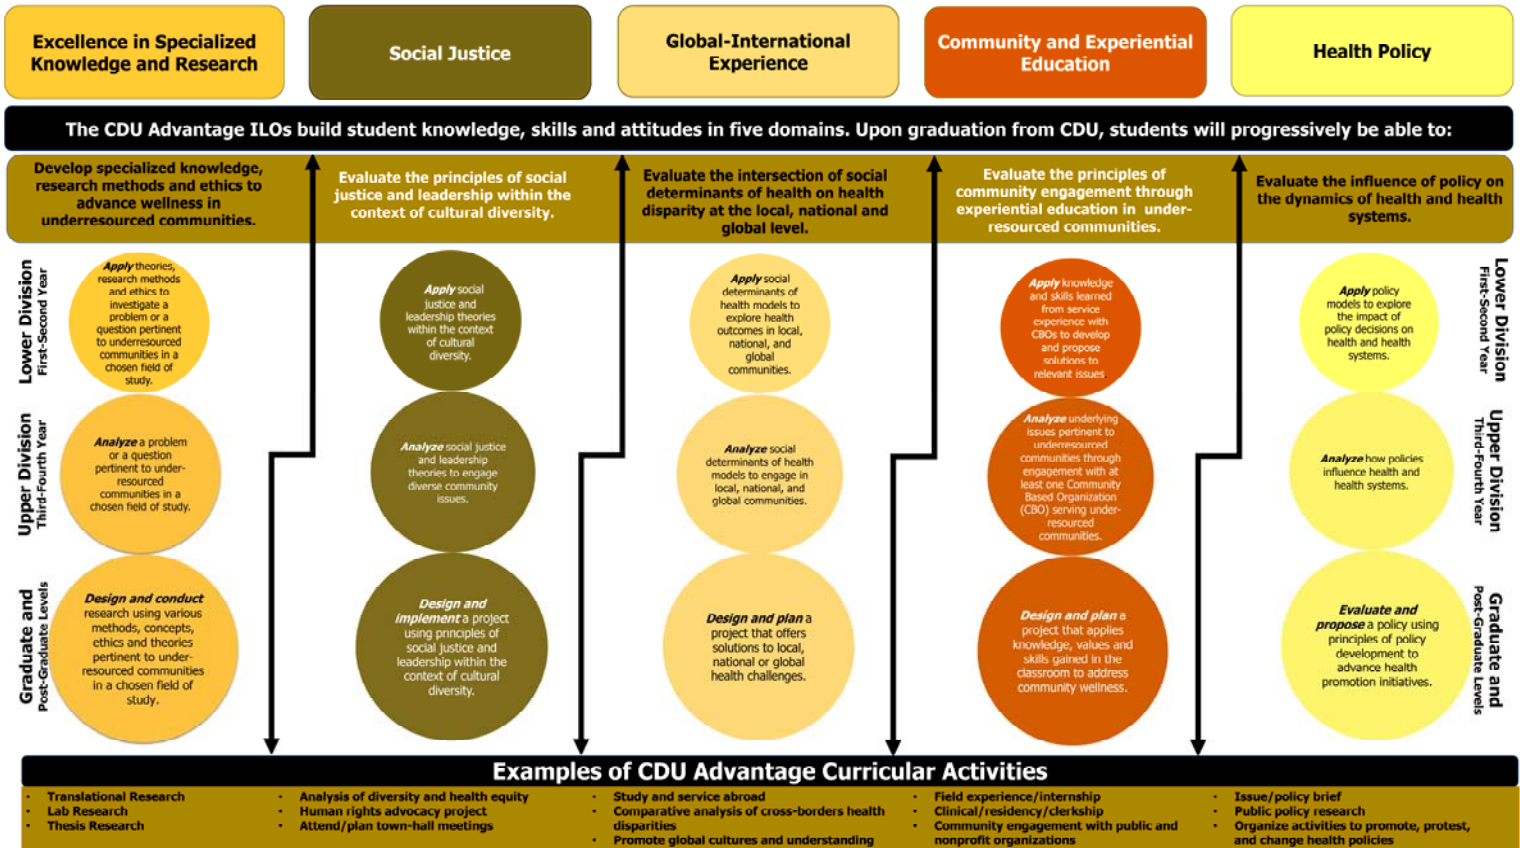 Excellence in Specialized
Knowledge and Research
Social Justice
Global-International
Experience
Community and Experiential
Education
Health Policy
The CDU Advantage ILOs build student knowledge, skills and attitudes in five domains. Upon graduation from CDU, students will progressively be able to:
Develop specialized knowledge,
research methods and ethics to
advance wellness in
underresourced communities.
Evaluate the principles of social
justice and leadership within the
context of cultural diversity.
Evaluate the intersection of social
determinants of health on health
disparity at the local, national and
global level.
Evaluate the principles of
community engagement through
experiential education in under-
resourced communities.
Evaluate the influence of policy on
the dynamics of health and health
systems.
Lower Division
First-Second Year
Apply theories,
research methods
and ethics to
investigate a
problem or a
question pertinent
to underresourced
communities in a
chosen field of
study.
Apply social
justice and
leadership theories
within the context
of cultural
diversity.
Apply social
determinants of
health models to
explore health
outcomes in local,
national, and
global
communities.
Apply knowledge
and skills learned
from service
experience with
CBOs to develop
and propose
solutions to
relevant issues.
Apply policy
models to explore
the impact of
policy decisions on
health and health
systems.
Lower Division
First-Second Year
Upper Division
Third-Fourth Year
Analyze a problem
or a question
pertinent to under-
resourced
communities in a
chosen field of study.
Analyze social justice
and leadership
theories to engage
diverse community
issues.
Analyze social
determinants of health
models to engage in
local, national, and
global communities.
Analyze underlying
issues pertinent to
underresourced
communities through
engagement with at
least one Community
Based Organization
(CBO) serving under-
resourced
communities.
Analyze how policies
influence health and
health systems.
Upper Division
Third-Fourth Year
Graduate and
Post-Graduate Levels
Design and conduct
research using various
methods, concepts,
ethics and theories
pertinent to under-
resourced communities
in a chosen field of
study.
Design and
implement a project
using principles of
social justice and
leadership within the
context of cultural
diversity.
Design and plan a
project that offers
solutions to local,
national or global
health challenges.
Design and plan a
project that applies
knowledge, values and
skills gained in the
classroom to address
community wellness.
Evaluate and
propose a policy using
principles of policy
development to
advance health
promotion initiatives.
Graduate and
Post-Graduate Levels
Examples of CDU Advantage Curricular Activities
· Translational Research
· Lab Research
· Thesis Research
· Analysis of diversity and health equity
· Human rights advocacy project
· Attend/plan town-hall meetings
· Study and service abroad
· Comparative analysis of cross-borders health
disparities
· Promote global cultures and understanding
· Field experience/internship
· Clinical/residency/clerkship
· Community engagement with public and
nonprofit organizations
· Issue/policy brief
· Public policy research
· Organize activities to promote, protest,
and change health policies